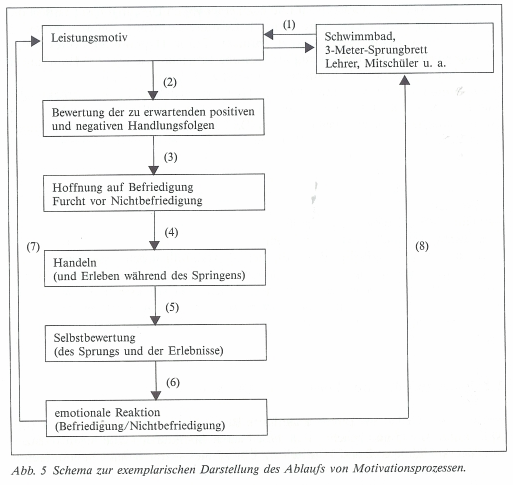 Leistungsmotiv
(1)
Schwimmbad,
3-Meter-Sprungbrett
Lehrer, Mitschüler u. a.
(2)
Bewertung der zu erwartenden positiven
und negativen Handlungsfolgen
(3)
Hoffnung auf Befriedigung
Furcht vor Nichtbefriedigung
(4)
(7)
(8)
Handeln
(und Erleben während des Springens)
(5)
Selbstbewertung
(des Sprungs und der Erlebnisse)
(6)
emotionale Reaktion
(Befriedigung/Nichtbefriedigung)
Abb. 5 Schema zur exemplarischen Darstellung des Ablaufs von Motivationsprozessen.